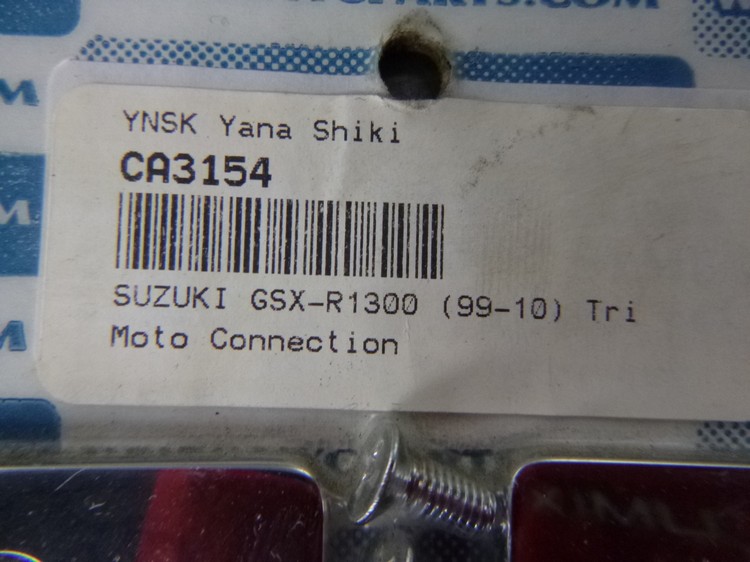 YNSK Yana Shiki
CA3154
SUZUKI GSX-R1300 (99-10) Tri
Moto Connection